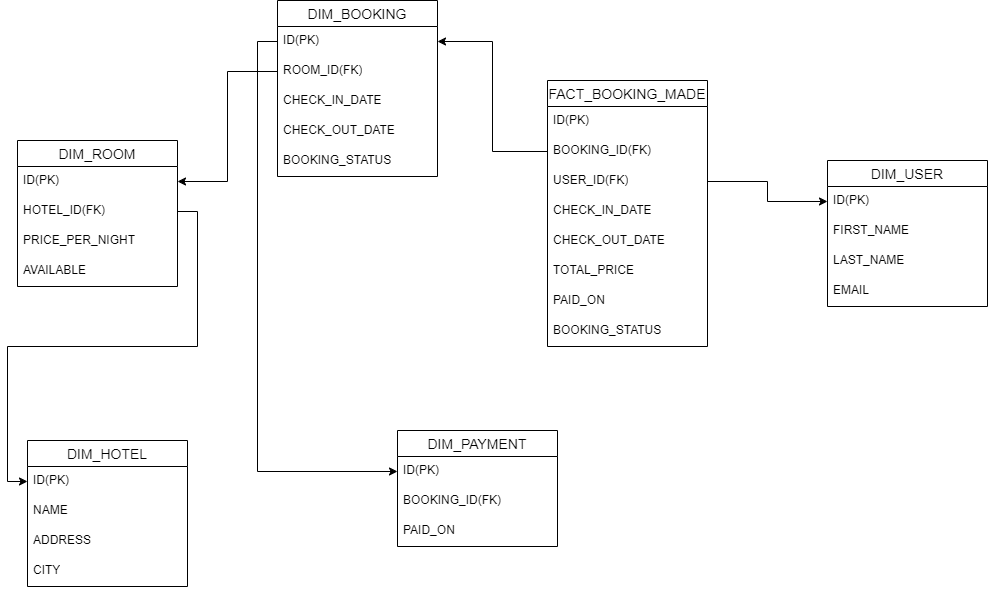 DIM_BOOKING
ID(PK)
ROOM_ID(FK)
CHECK_IN_DATE
CHECK_OUT_DATE
BOOKING_STATUS
FACT_BOOKING_MADE
ID(PK)
BOOKING_ID(FK)
USER_ID(FK)
CHECK_IN_DATE
CHECK_OUT_DATE
TOTAL_PRICE
PAID_ON
BOOKING_STATUS
DIM_ROOM
ID(PK)
HOTEL_ID(FK)
PRICE_PER_NIGHT
AVAILABLE
DIM_USER
ID(PK)
FIRST_NAME
LAST_NAME
EMAIL
DIM_HOTEL
ID(PK)
NAME
ADDRESS
CITY
DIM_PAYMENT
ID(PK)
BOOKING_ID(FK)
PAID_ON